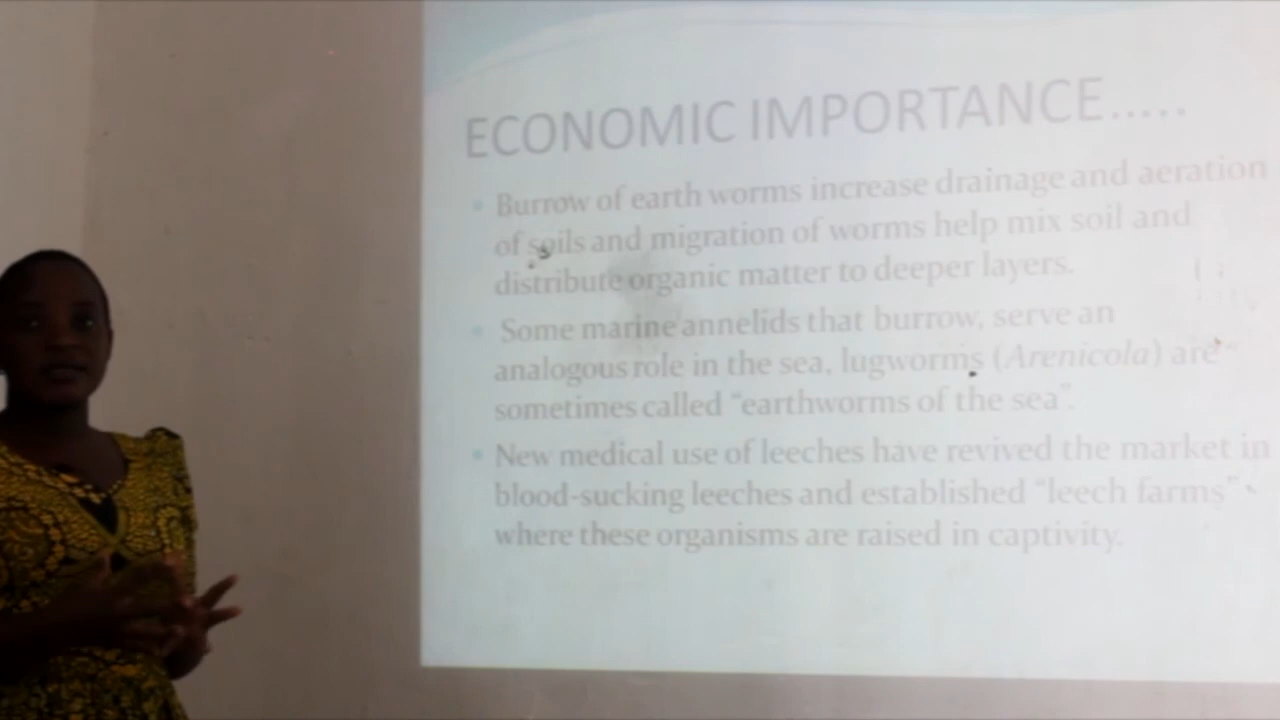 ECONOMIC IMPORTANCE.....
• Burrow of earth worms increase drainage and aeration
of soils and migration of worms help mix soil and
distribute organic matter to deeper layers.
• Some marine annelids that burrow, serve an
analogous role in the sea, lugworms (Arenicola) are
sometimes called "earthworms of the sea".
• New medical use of leeches have revived the market in
blood-sucking leeches and established "leech farms"
where these organisms are raised in captivity.